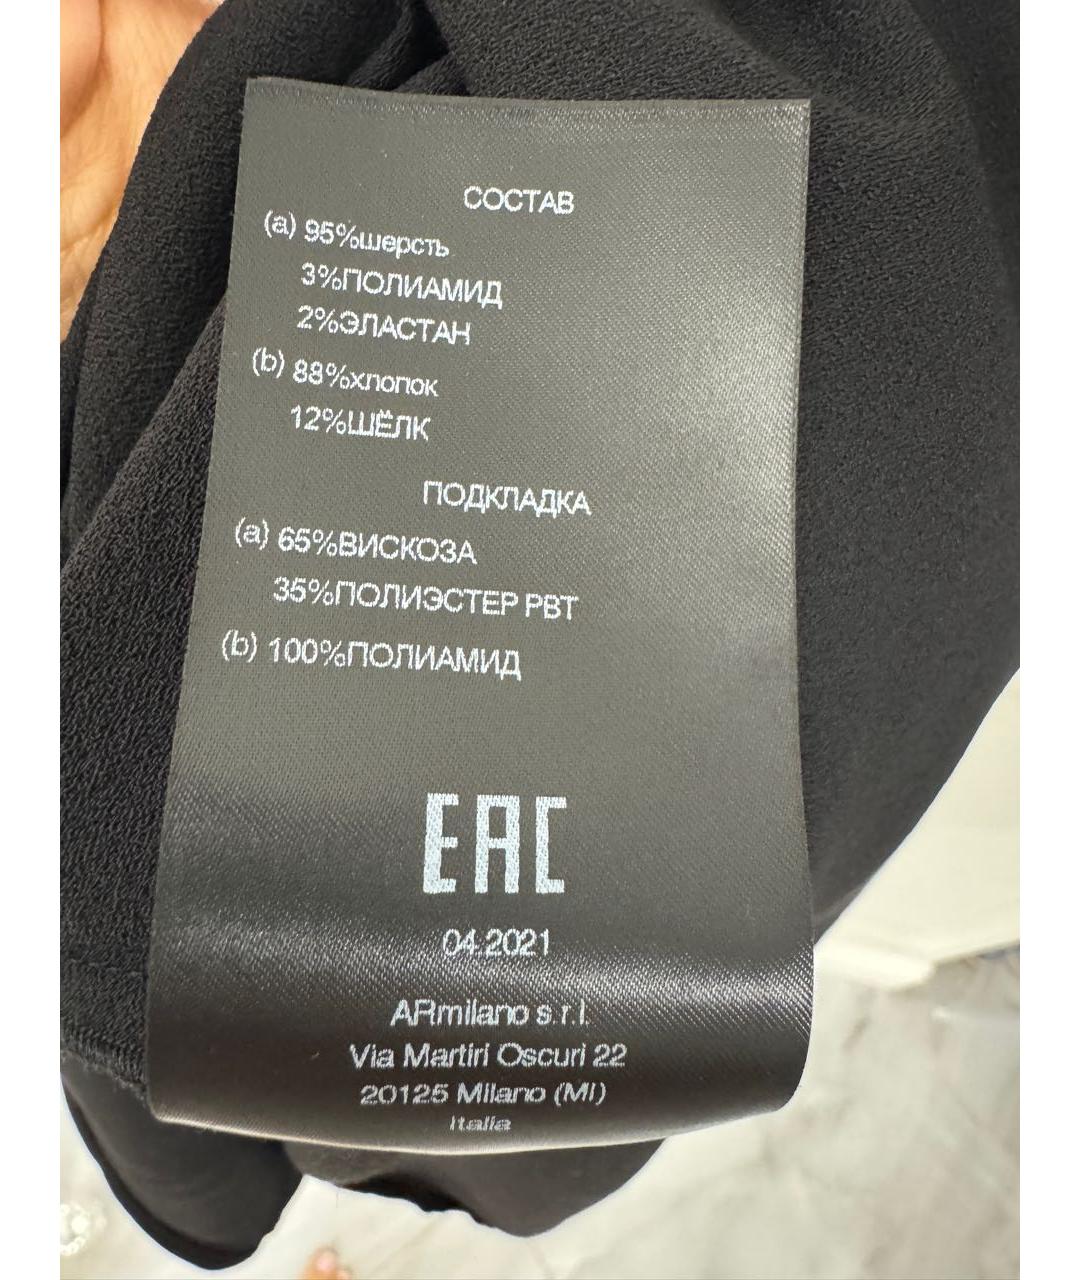 СОСТАВ
(a) 95%шерсть
3%ПОЛИАМИД
2%ЭЛАСТАН
(b) 88%хлопок
12%ШЁЛК
ПОДКЛАДКА
(a) 65%ВИСКОЗА
35%ПОЛИЭСТЕР PBT
(b) 100%ПОЛИАМИД
EAC
04.2021
ARmilano s.r.l.
Via Martiri Oscuri 22
20125 Milano (MI)
Italia